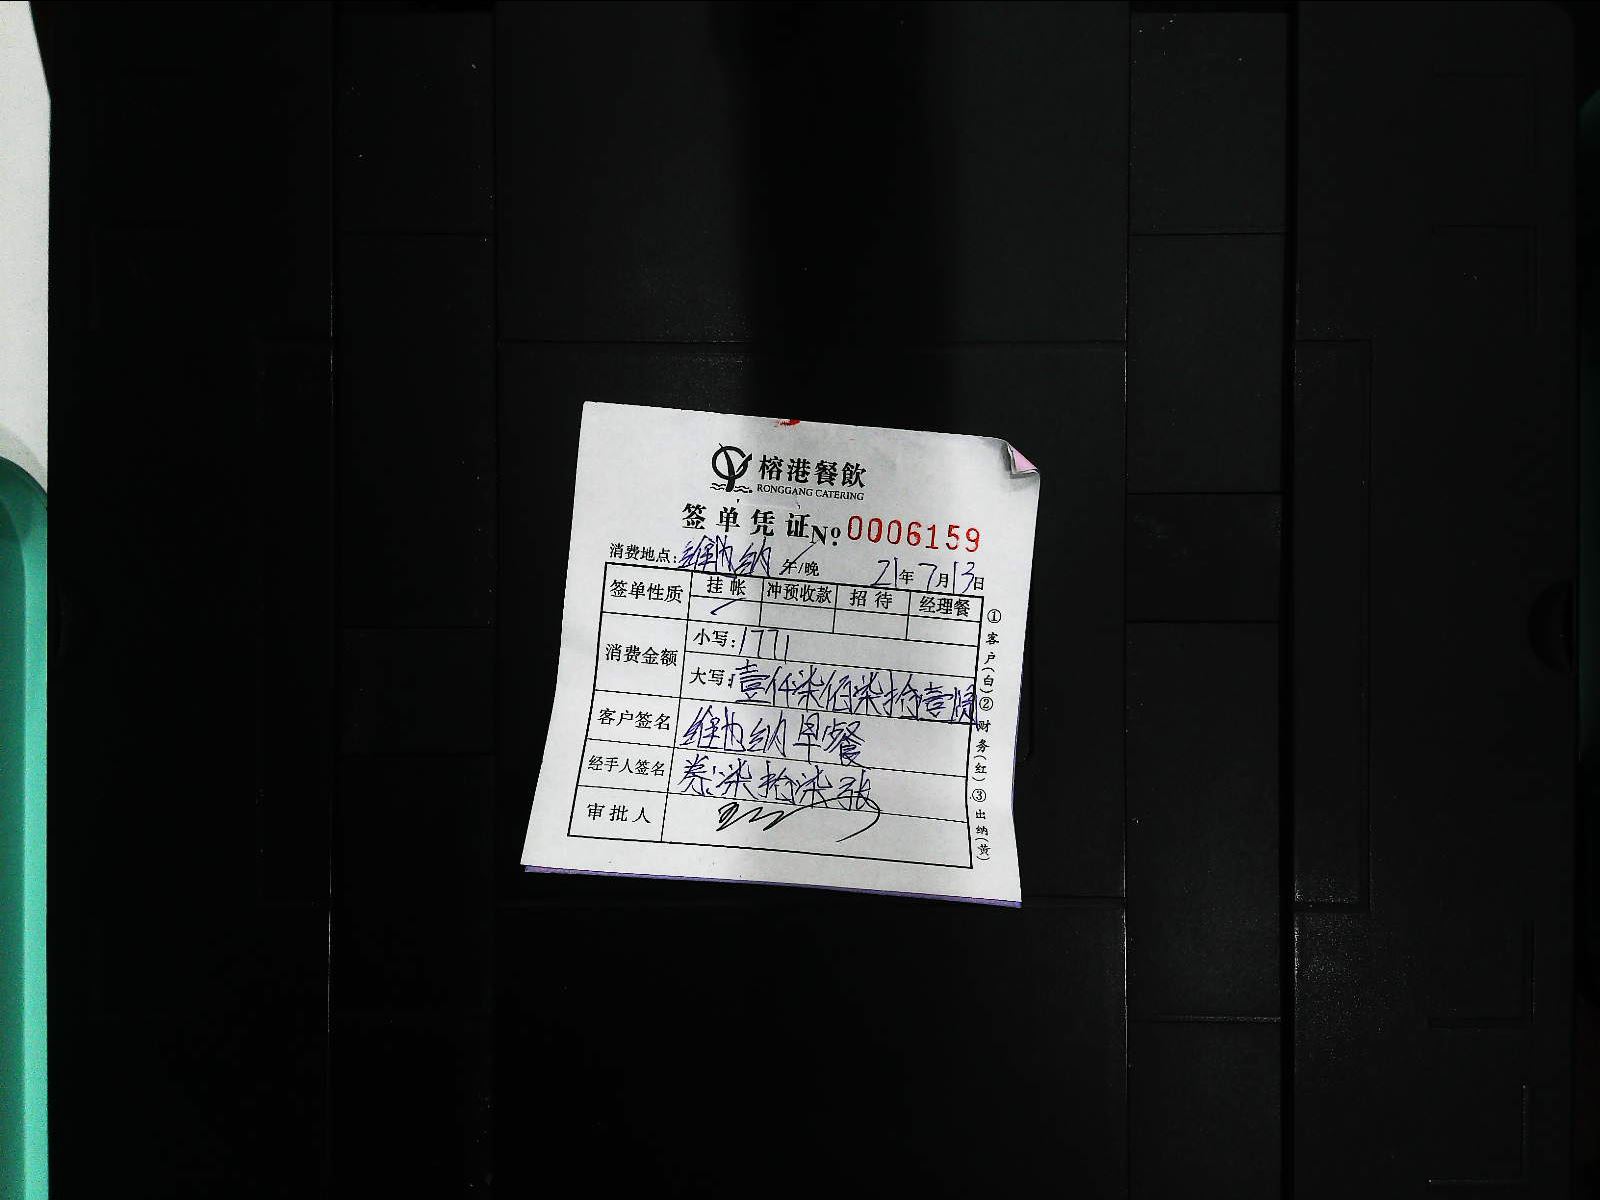 榕港餐飲
RONGGANG CATERING
签单凭证 №:0006159
消费地点:维也纳 午/晚 21年7月13日
签单性质 挂帐 冲预收款 招待 经理餐
消费金额 小写:1771
大写:壹仟柒佰柒拾壹
客户签名 维也纳早餐
经手人签名 券:柒拾柒张
审批人
①客户(白)②财务(红)③出纳(黄)